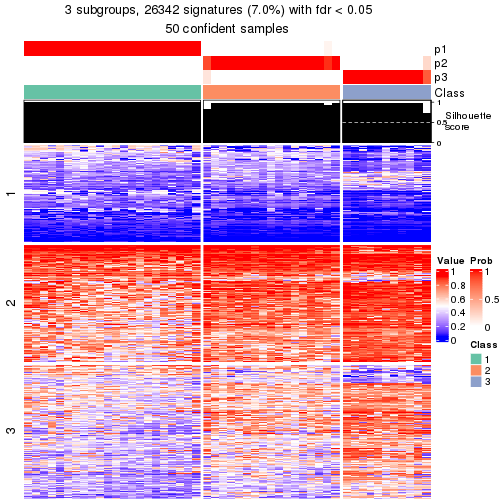 3 subgroups, 26342 signatures (7.0%) with fdr < 0.05
50 confident samples
p1
p2
p3
Class
1
0.5
0
Silhouette
score
1
2
3
Value Prob
1 1
0.8
0.6 0.5
0.4
0.2 0
0
Class
1
2
3